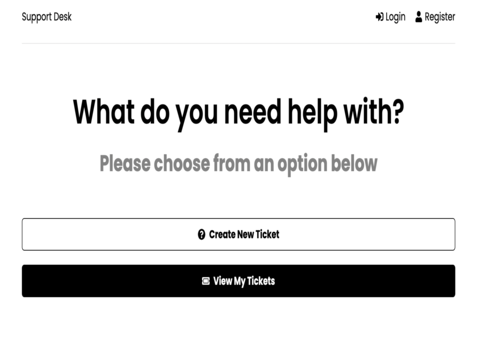 Support Desk
Login
Register
What do you need help with?
Please choose from an option below
Create New Ticket
View My Tickets